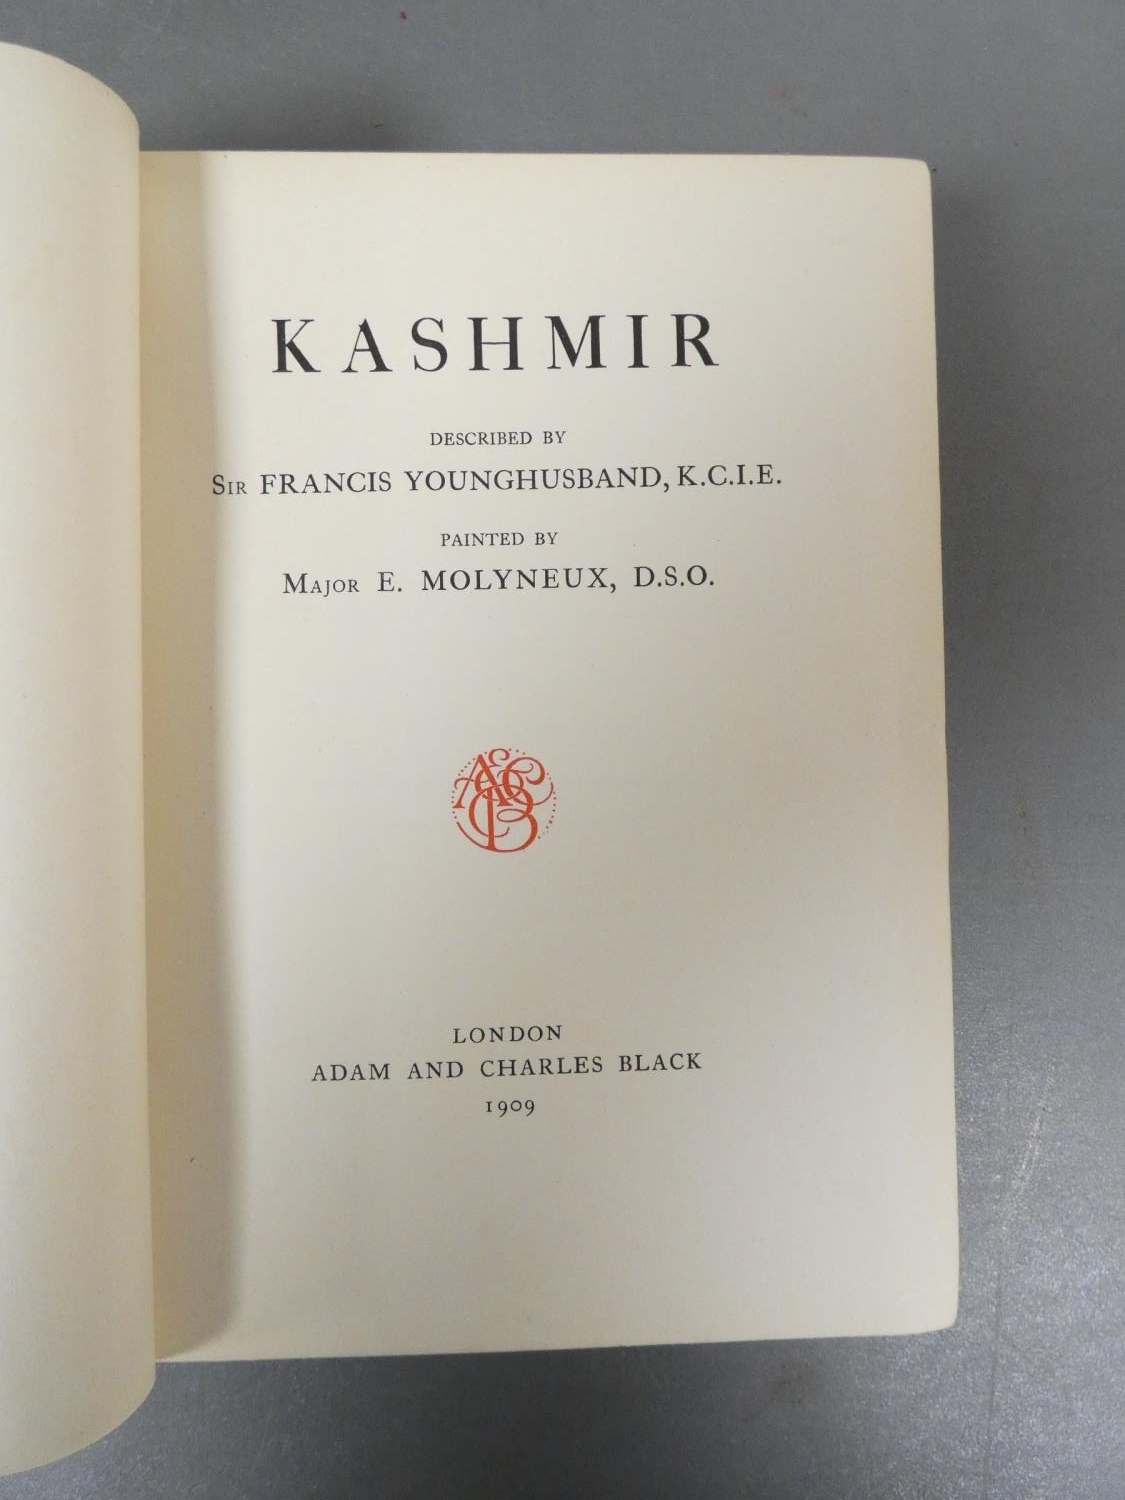 KASHMIR
DESCRIBED BY
SIR FRANCIS YOUNGHUSBAND, K.C.I.E.
PAINTED BY
MAJOR E. MOLYNEUX, D.S.O.
LONDON
ADAM AND CHARLES BLACK
1909